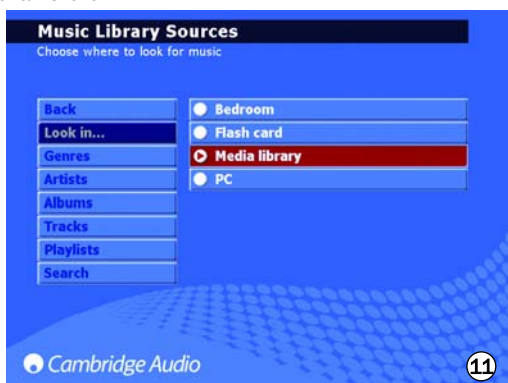 Music Library Sources
Choose where to look for music
Back
Look in...
Genres
Artists
Albums
Tracks
Playlists
Search
Bedroom
Flash card
Media library
PC
Cambridge Audio
11